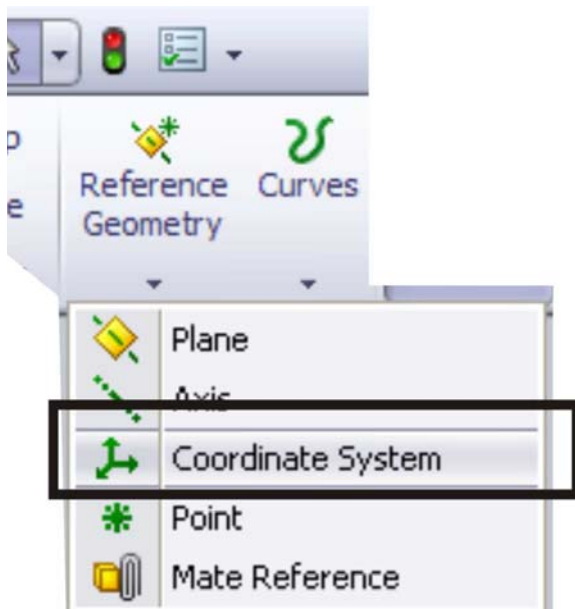 Reference
Geometry
Curves
Plane
Axis
Coordinate System
Point
Mate Reference